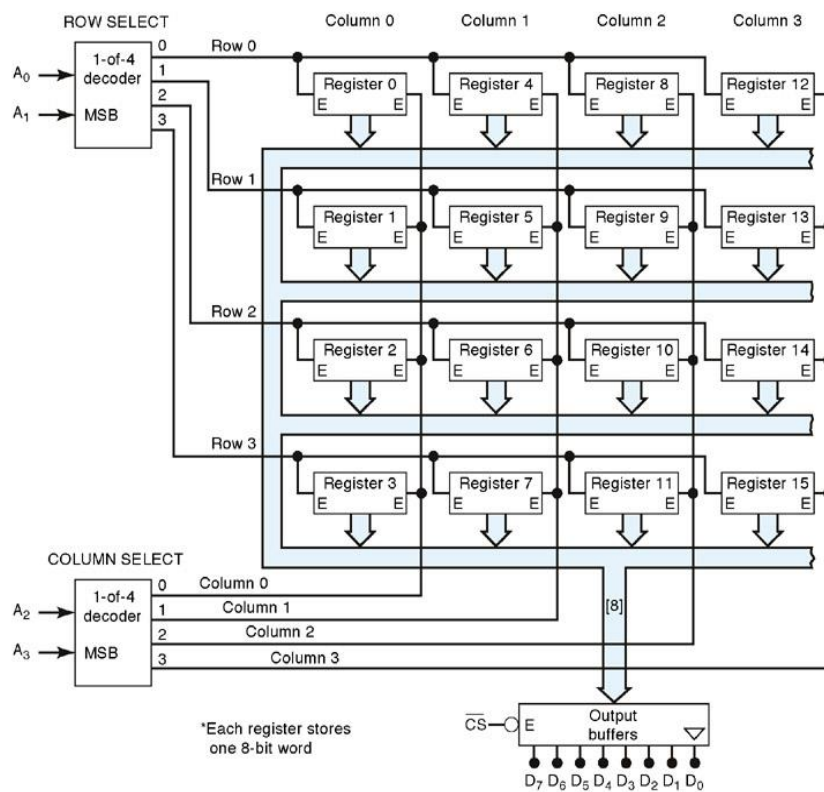 ROW SELECT
Column 0 Column 1 Column 2 Column 3
0 Row 0
A0 1-of-4 decoder 1
A1 MSB 2
3
Register 0 Register 4 Register 8 Register 12
E E E E E E E E
Row 1
Register 1 Register 5 Register 9 Register 13
E E E E E E E E
Row 2
Register 2 Register 6 Register 10 Register 14
E E E E E E E E
Row 3
Register 3 Register 7 Register 11 Register 15
E E E E E E E E
COLUMN SELECT
0 Column 0
A2 1-of-4 decoder 1 Column 1
2 Column 2
A3 MSB 3 Column 3
[8]
*Each register stores
one 8-bit word
C̅S̅ E Output
buffers
D7 D6 D5 D4 D3 D2 D1 D0